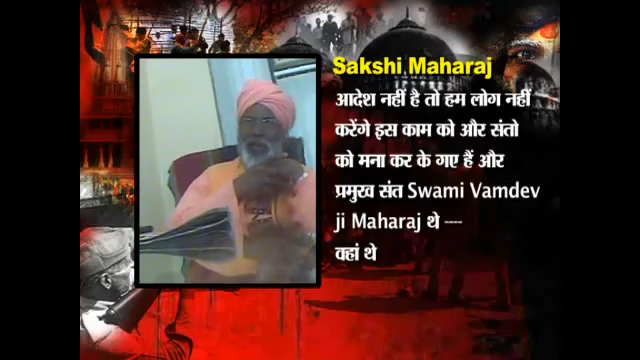 Sakshi Maharaj
आदेश नहीं है तो हम लोग नहीं
करेंगे इस काम को और संतो
को मना कर के गए हैं और
प्रमुख संत Swami Vamdev
ji Maharaj थे ----
वहां थे